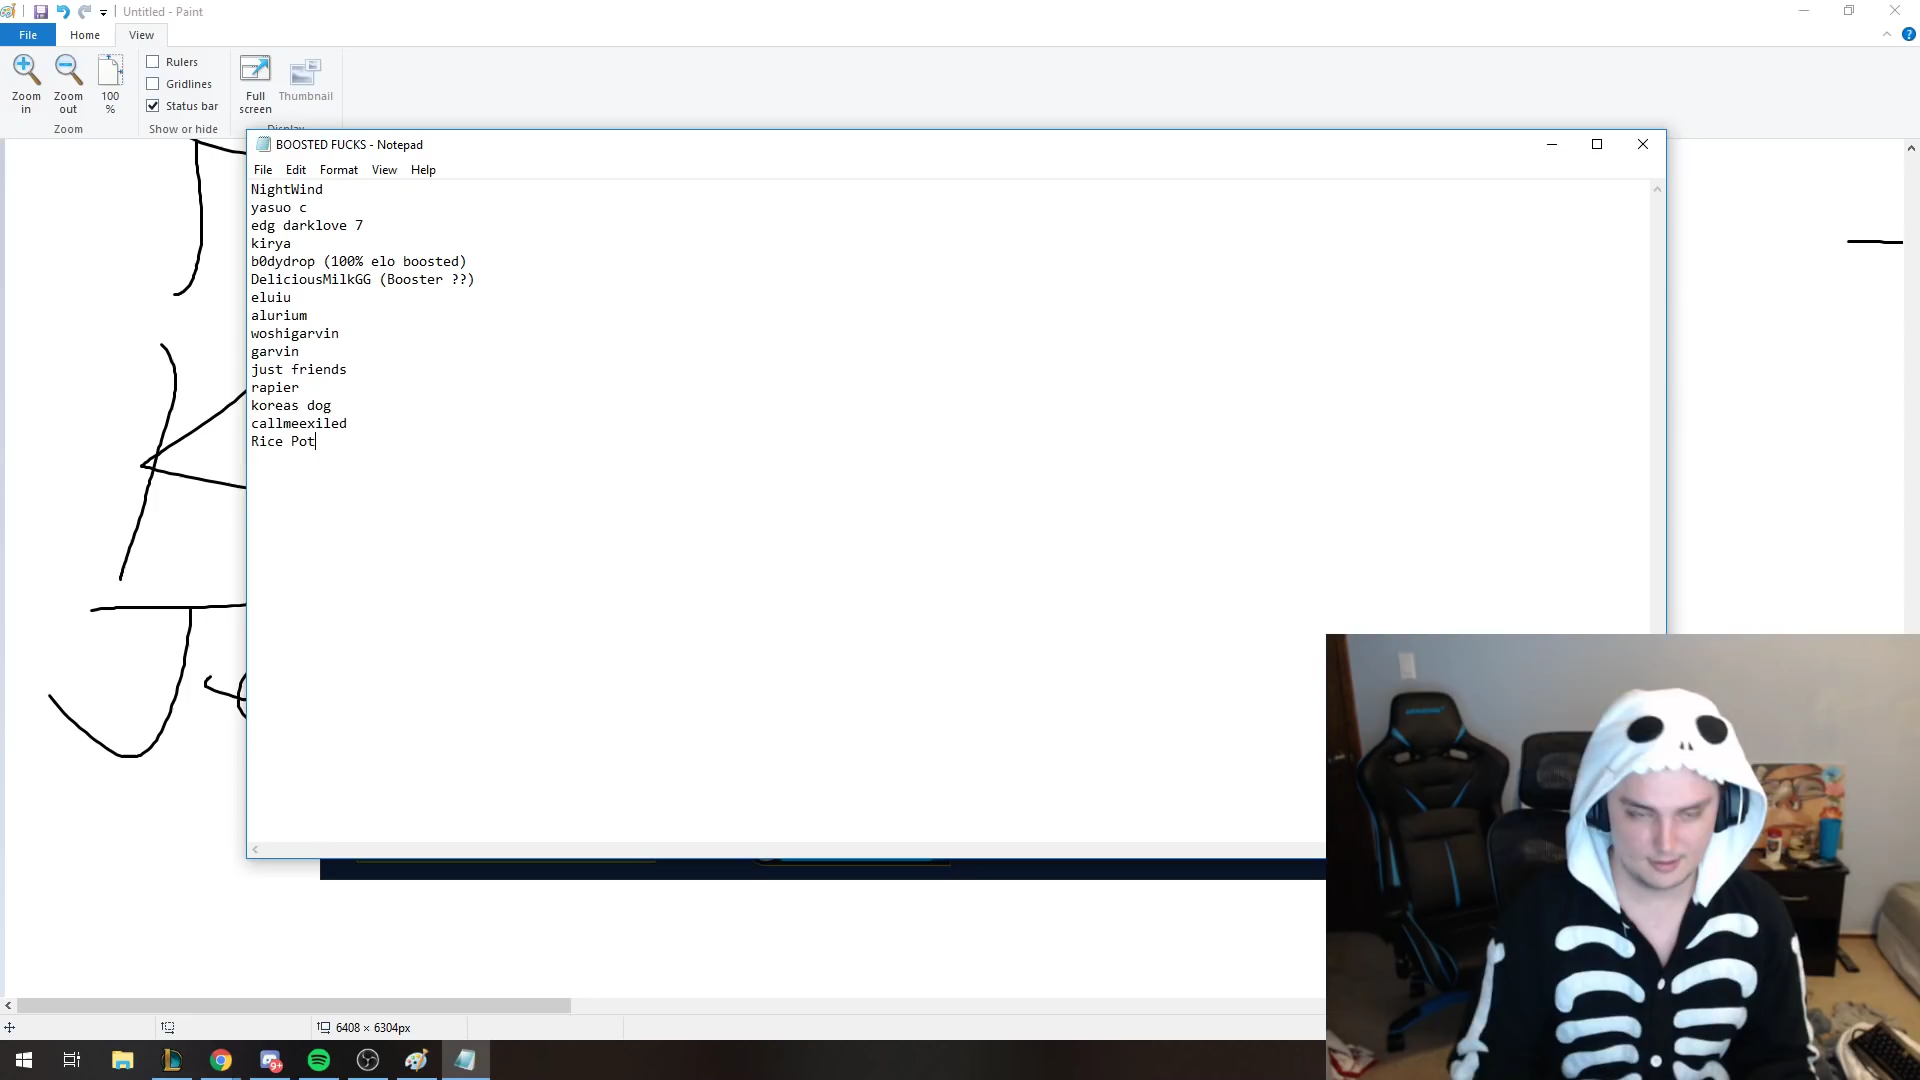 Untitled - Paint
File Home View
Zoom in
Zoom out
100 %
Rulers
Gridlines
Status bar
Full screen
Thumbnail
Zoom
Show or hide
Display
BOOSTED FUCKS - Notepad
File Edit Format View Help
NightWind
yasuo c
edg darklove 7
kirya
b0dydrop (100% elo boosted)
DeliciousMilkGG (Booster ??)
eluiu
alurium
woshigarvin
garvin
just friends
rapier
koreas dog
callmeexiled
Rice Pot
6408 × 6304px
9+